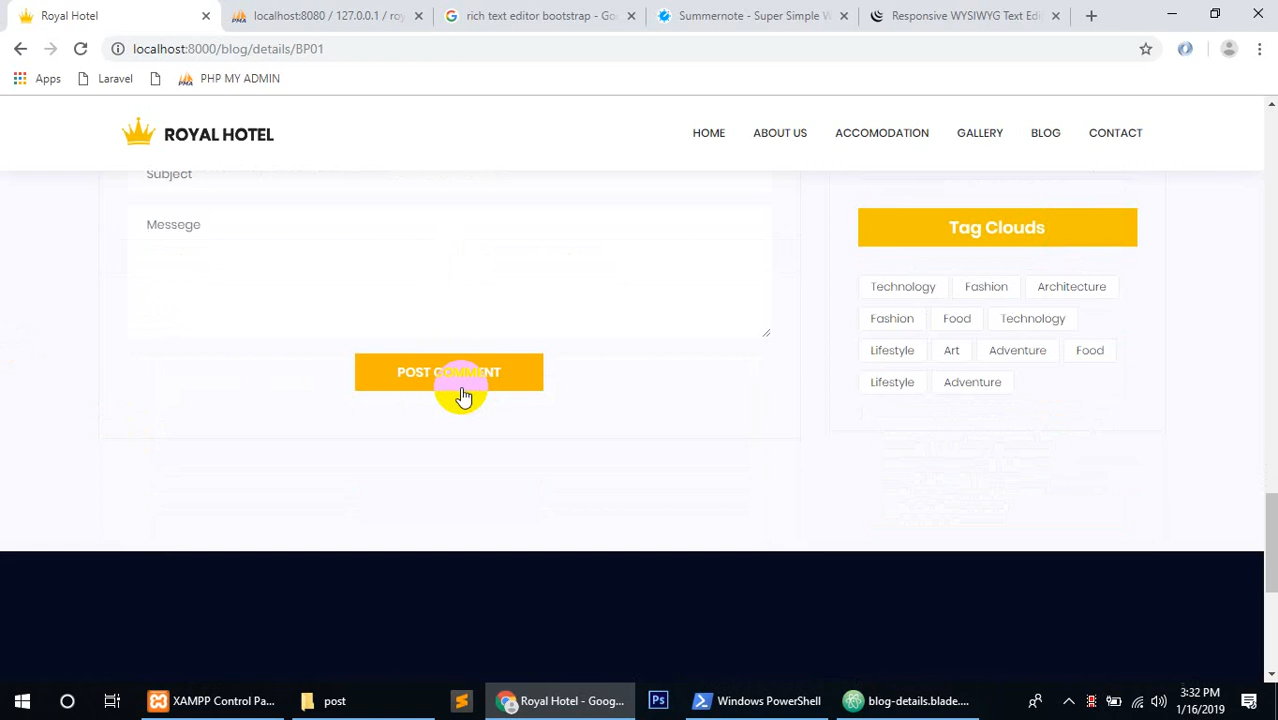 Royal Hotel
localhost:8080 / 127.0.0.1 / roy
rich text editor bootstrap - Goo
Summernote - Super Simple W
Responsive WYSIWYG Text Edi
localhost:8000/blog/details/BP01
Apps
Laravel
PHP MY ADMIN
ROYAL HOTEL
HOME
ABOUT US
ACCOMODATION
GALLERY
BLOG
CONTACT
Subject
Messege
POST COMMENT
Tag Clouds
Technology
Fashion
Architecture
Fashion
Food
Technology
Lifestyle
Art
Adventure
Food
Lifestyle
Adventure
XAMPP Control Pa...
post
Royal Hotel - Goog...
Ps
Windows PowerShell
blog-details.blade....
3:32 PM
1/16/2019